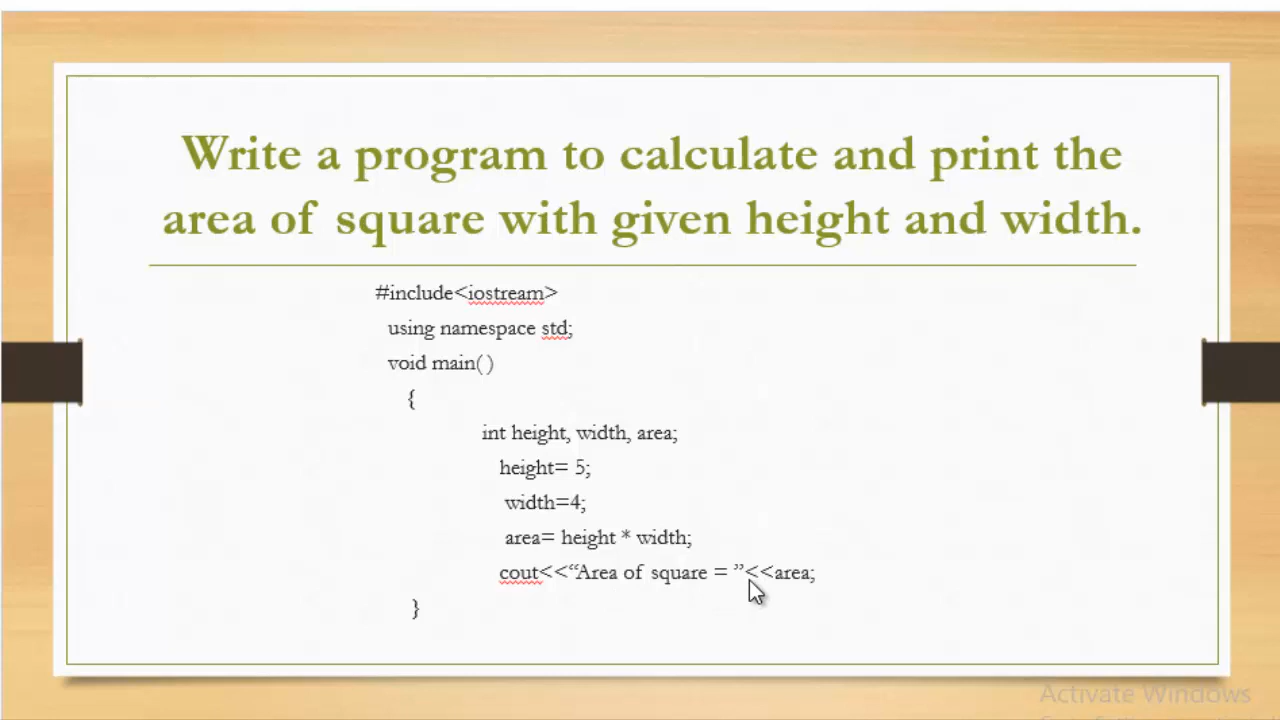 Write a program to calculate and print the
area of square with given height and width.
#include<iostream>
using namespace std;
void main( )
{
int height, width, area;
height= 5;
width=4;
area= height * width;
cout<<“Area of square = ”<<area;
}
Activate Windows